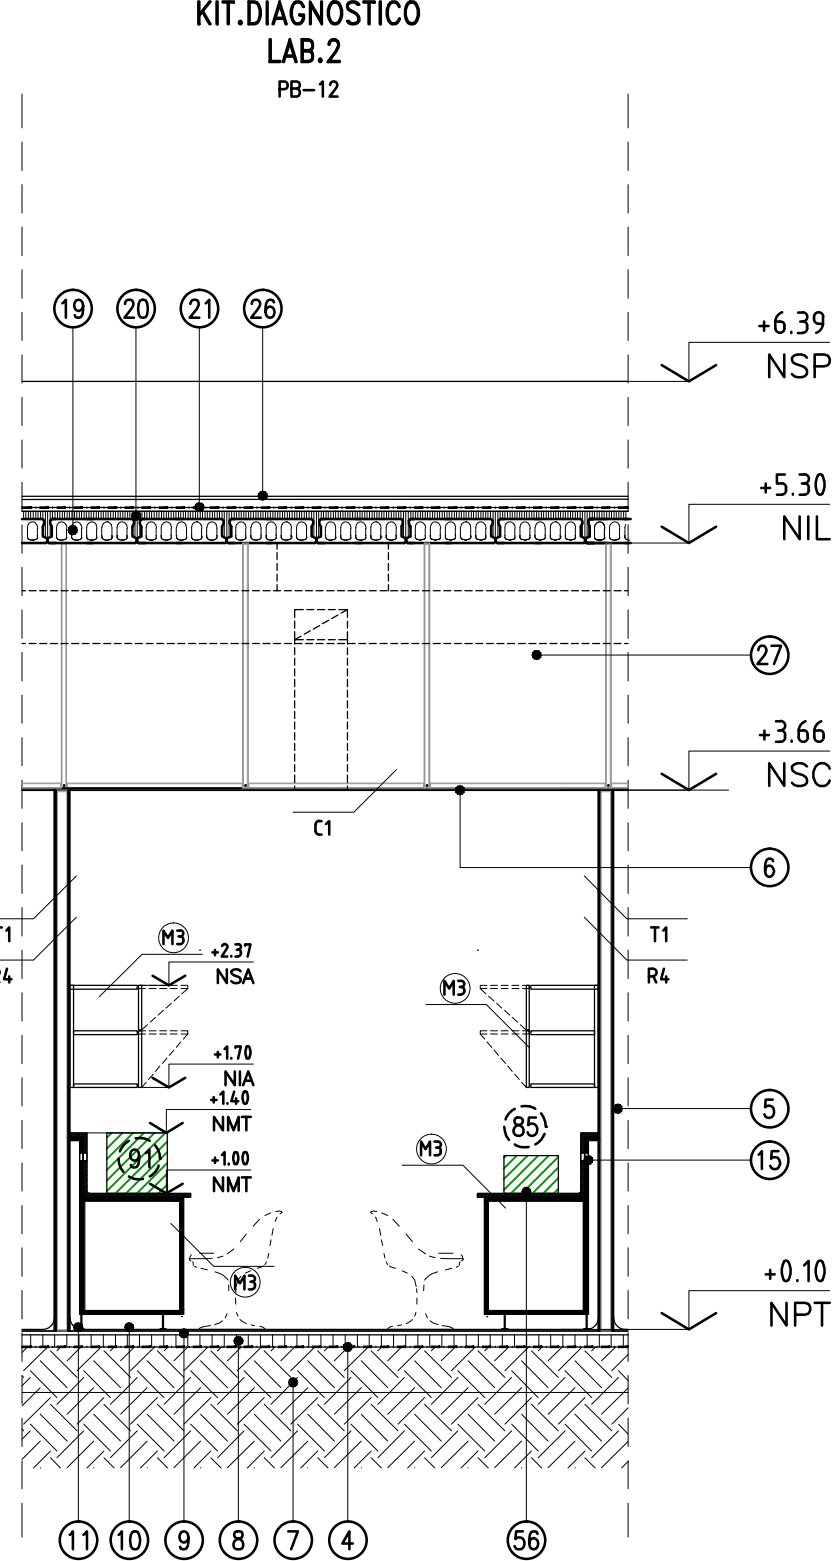 KIT.DIAGNOSTICO
LAB.2
PB-12
19 20 21 26
+6.39
NSP
+5.30
NIL
27
+3.66
NSC
C1
6
T1 T1
M3 +2.37
R4 R4
NSA
M3
+1.70
NIA
+1.40
NMT
5
85
91
M3
+1.00
NMT
15
M3
+0.10
NPT
11 10 9 8 7 4 56